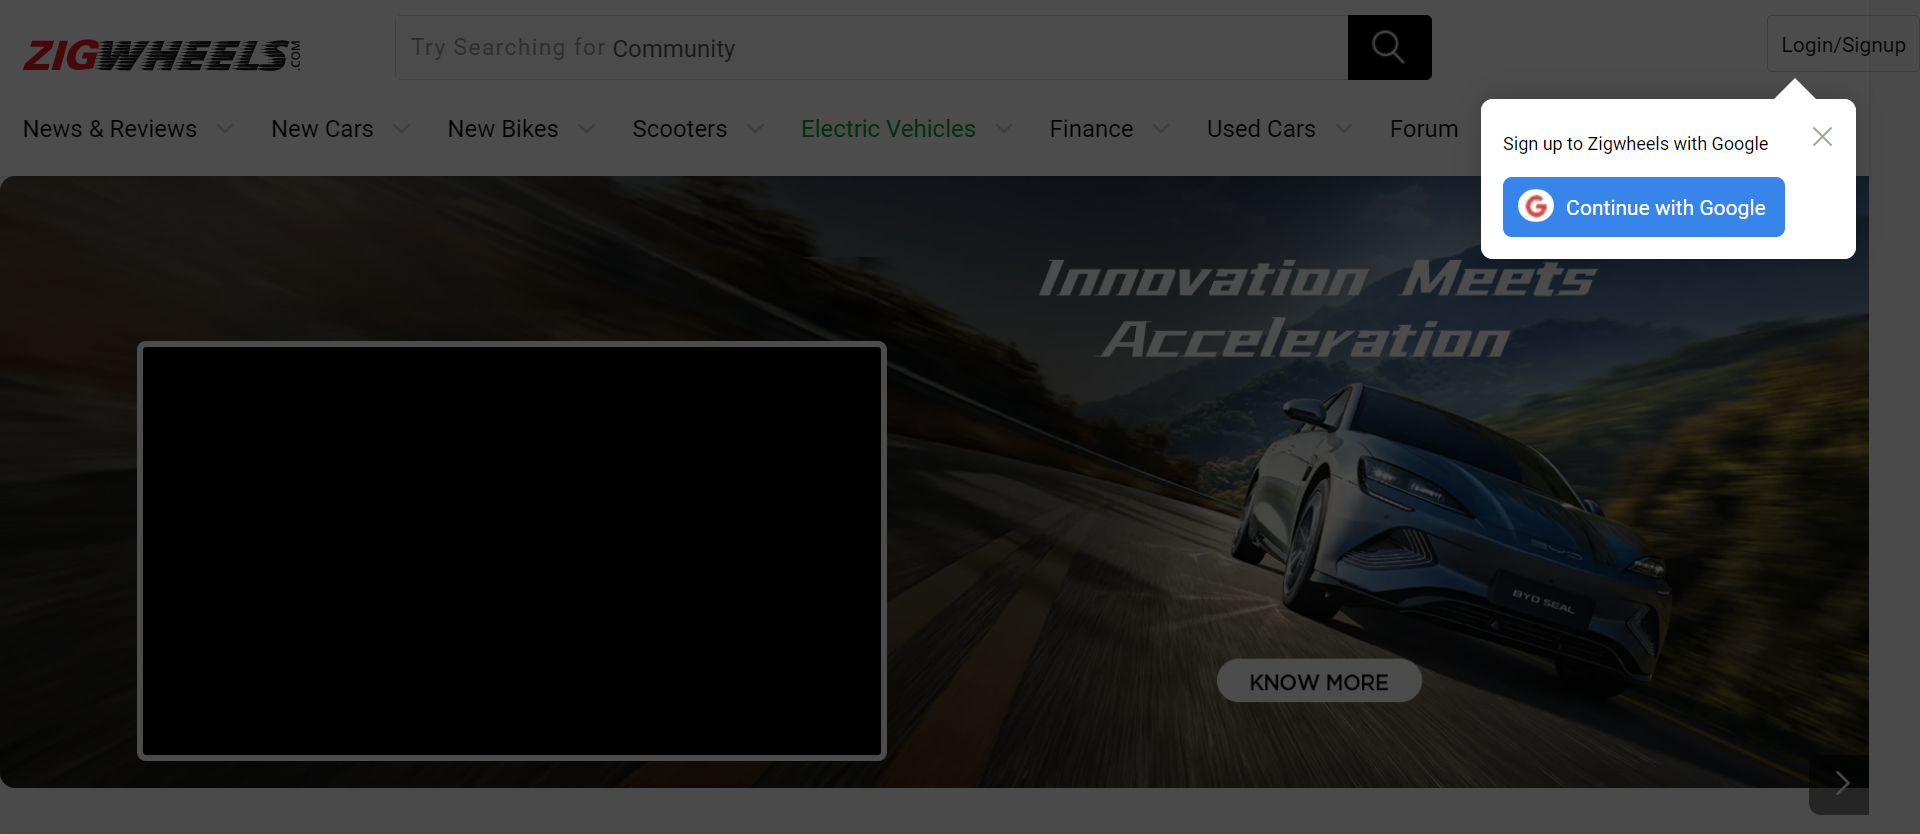 ZIGWHEELS.COM
Try Searching for Community
Login/Signup
News & Reviews New Cars New Bikes Scooters Electric Vehicles Finance Used Cars Forum
Sign up to Zigwheels with Google
G Continue with Google
Innovation Meets
Acceleration
BYD
BYD SEAL
KNOW MORE